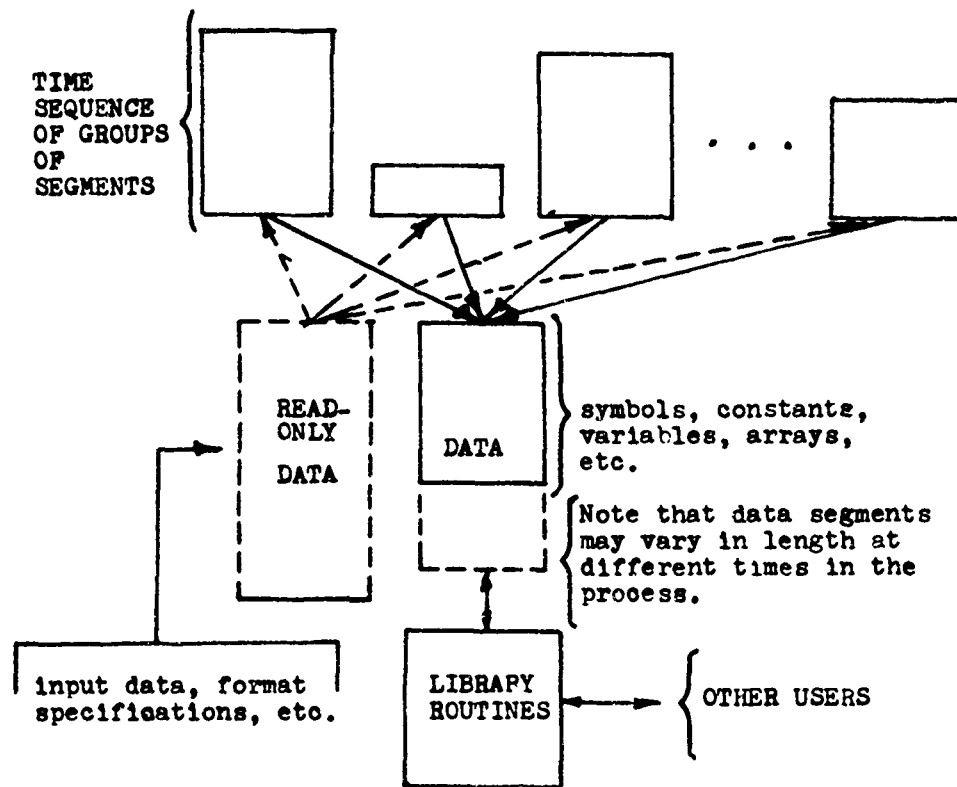 TIME
SEQUENCE
OF GROUPS
OF
SEGMENTS
. . .
READ-
ONLY
DATA
DATA
symbols, constants,
variables, arrays,
etc.
Note that data segments
may vary in length at
different times in the
process.
input data, format
specifications, etc.
LIBRARY
ROUTINES
OTHER USERS